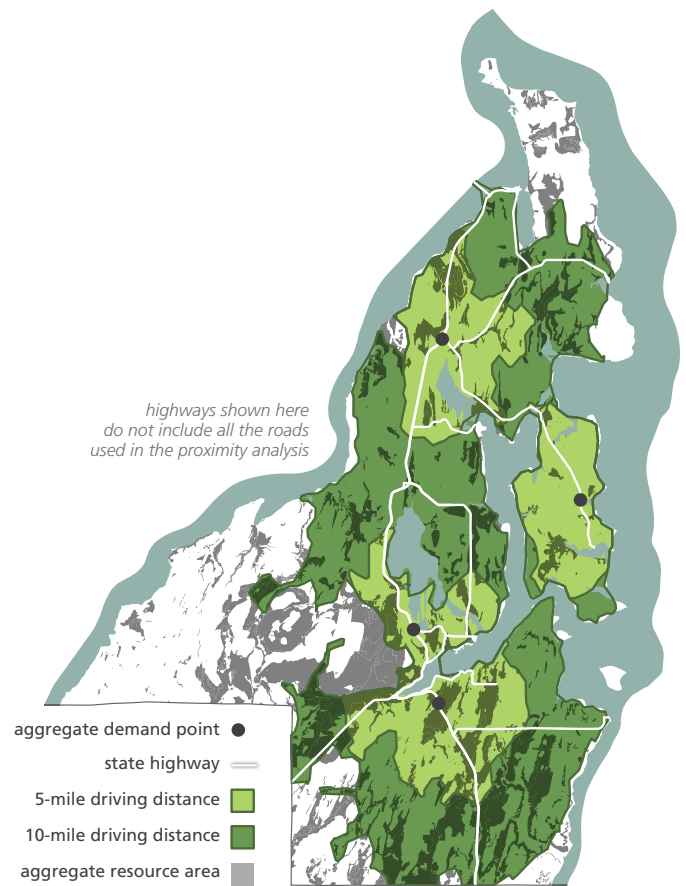 highways shown here
do not include all the roads
used in the proximity analysis
aggregate demand point
state highway
5-mile driving distance
10-mile driving distance
aggregate resource area